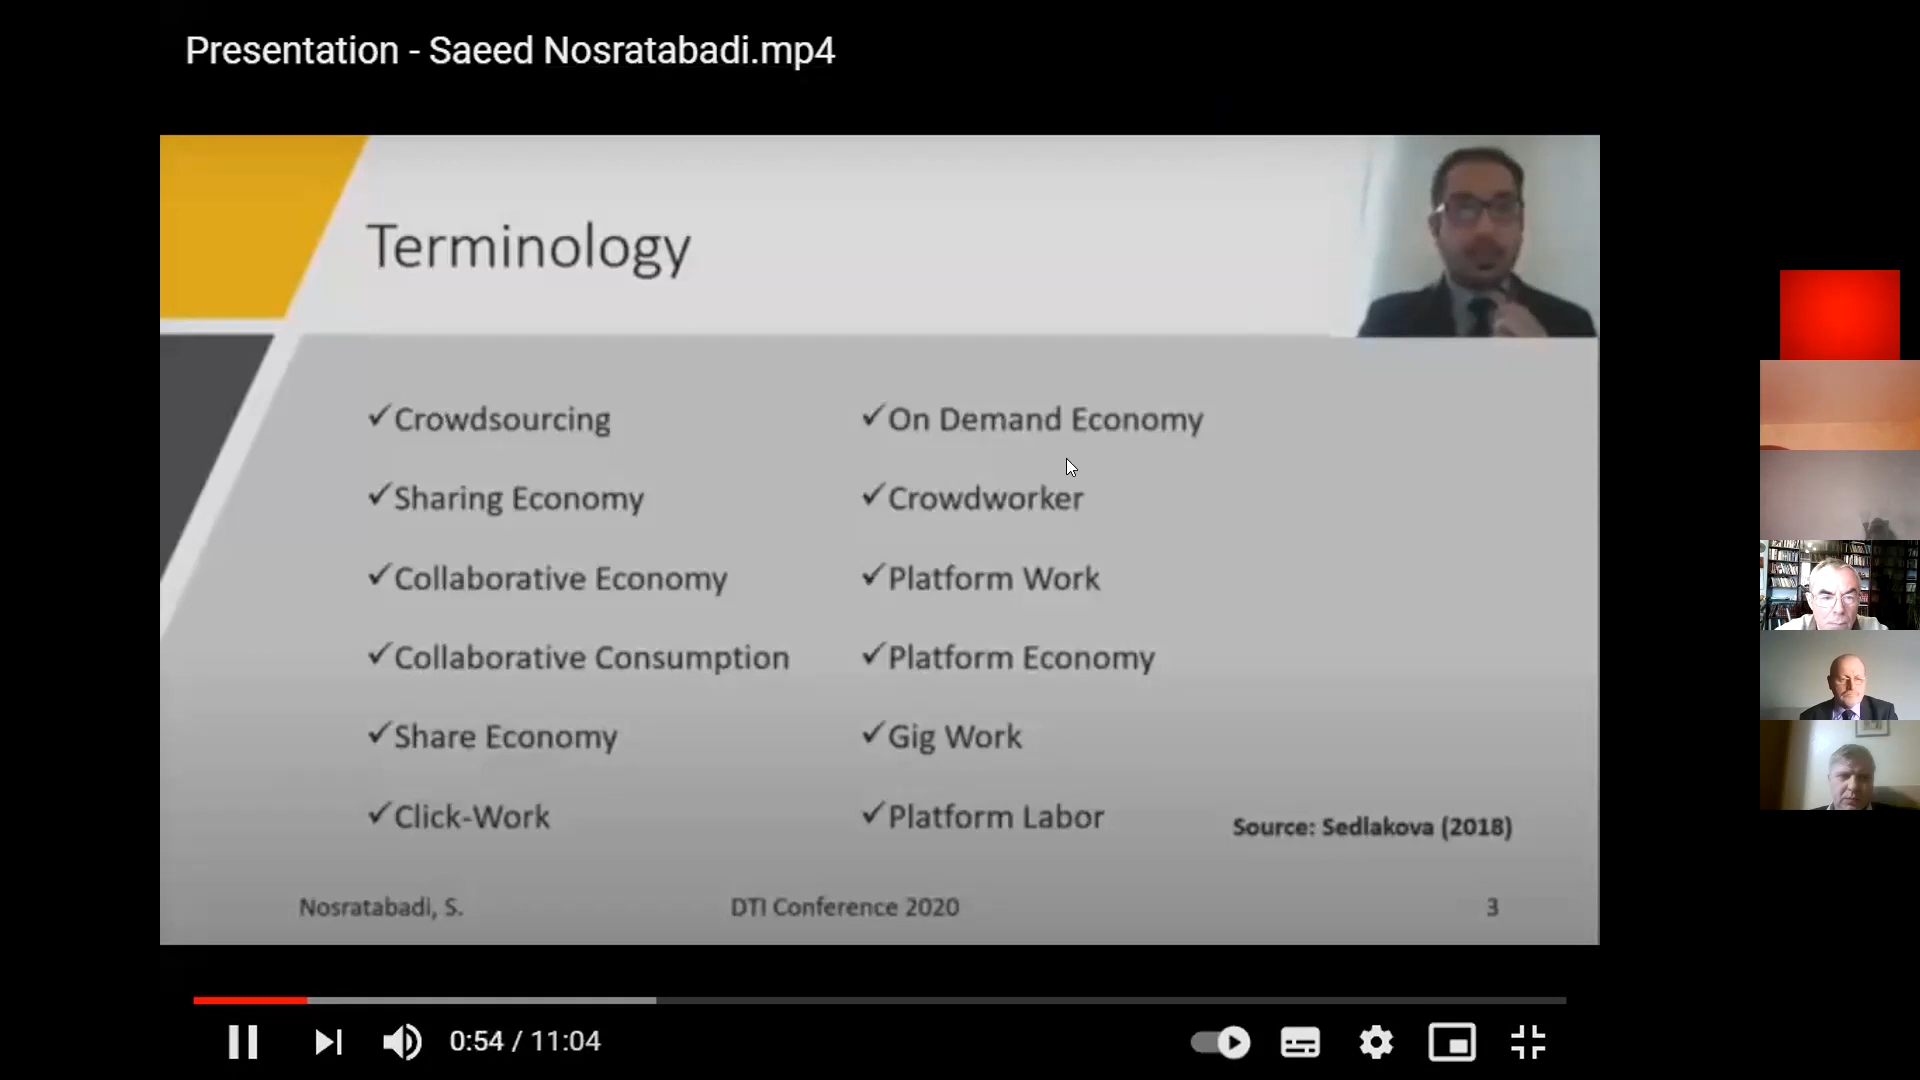 Presentation - Saeed Nosratabadi.mp4
Terminology
✓Crowdsourcing
✓Sharing Economy
✓Collaborative Economy
✓Collaborative Consumption
✓Share Economy
✓Click-Work
✓On Demand Economy
✓Crowdworker
✓Platform Work
✓Platform Economy
✓Gig Work
✓Platform Labor
Source: Sedlakova (2018)
Nosratabadi, S.
DTI Conference 2020
3
0:54 / 11:04